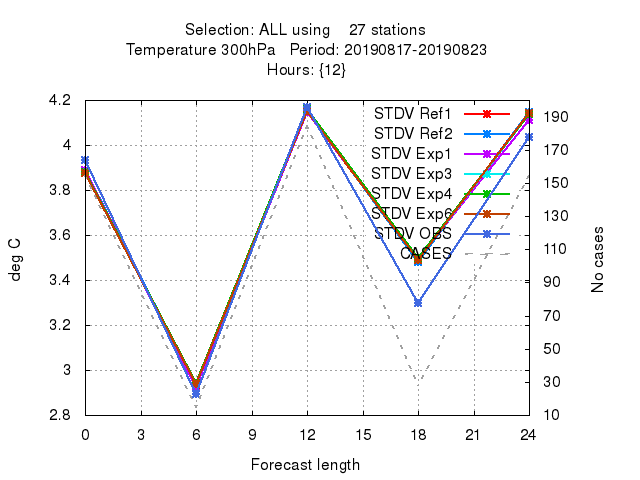 Selection: ALL using    27 stations
Temperature 300hPa   Period: 20190817-20190823
Hours: {12}
STDV Ref1
STDV Ref2
STDV Exp1
STDV Exp3
STDV Exp4
STDV Exp6
STDV OBS
CASES
deg C
4.2
4
3.8
3.6
3.4
3.2
3
2.8
190
170
150
130
110
90
70
50
30
10
No cases
0 3 6 9 12 15 18 21 24
Forecast length